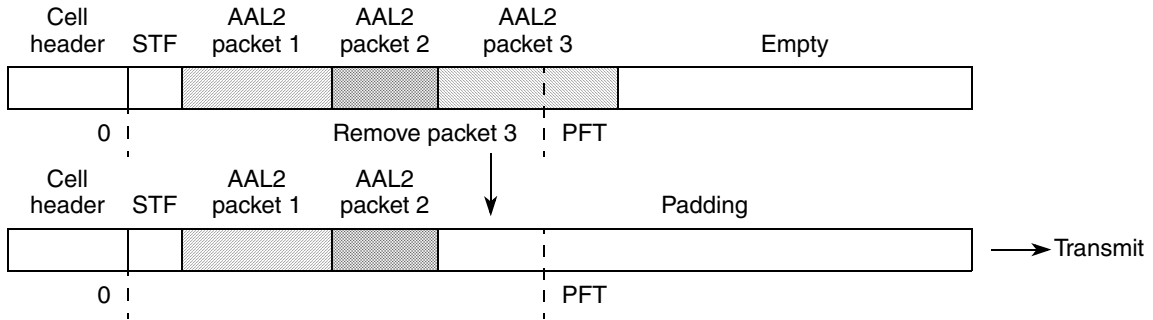 Cell header
STF
AAL2 packet 1
AAL2 packet 2
AAL2 packet 3
Empty
0
Remove packet 3
PFT
Cell header
STF
AAL2 packet 1
AAL2 packet 2
Padding
Transmit
0
PFT